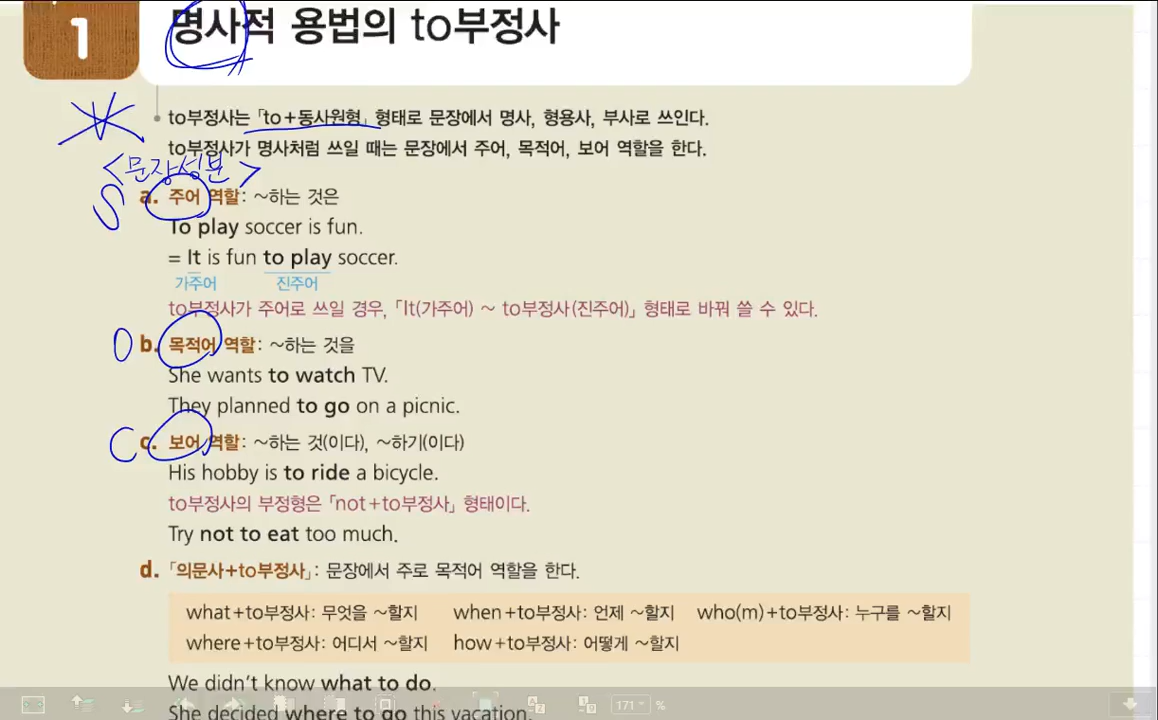 1
명사적 용법의 to부정사
to부정사는 「to+동사원형」 형태로 문장에서 명사, 형용사, 부사로 쓰인다.
to부정사가 명사처럼 쓰일 때는 문장에서 주어, 목적어, 보어 역할을 한다.
<문장성분>
S a. 주어 역할: ~하는 것은
To play soccer is fun.
= It is fun to play soccer.
가주어 진주어
to부정사가 주어로 쓰일 경우, 「It(가주어) ~ to부정사(진주어)」 형태로 바꿔 쓸 수 있다.
O b. 목적어 역할: ~하는 것을
She wants to watch TV.
They planned to go on a picnic.
C c. 보어 역할: ~하는 것(이다), ~하기(이다)
His hobby is to ride a bicycle.
to부정사의 부정형은 「not+to부정사」 형태이다.
Try not to eat too much.
d. 「의문사+to부정사」: 문장에서 주로 목적어 역할을 한다.
what+to부정사: 무엇을 ~할지 when+to부정사: 언제 ~할지 who(m)+to부정사: 누구를 ~할지
where+to부정사: 어디서 ~할지 how+to부정사: 어떻게 ~할지
We didn't know what to do.
She decided where to go this vacation.
171 %